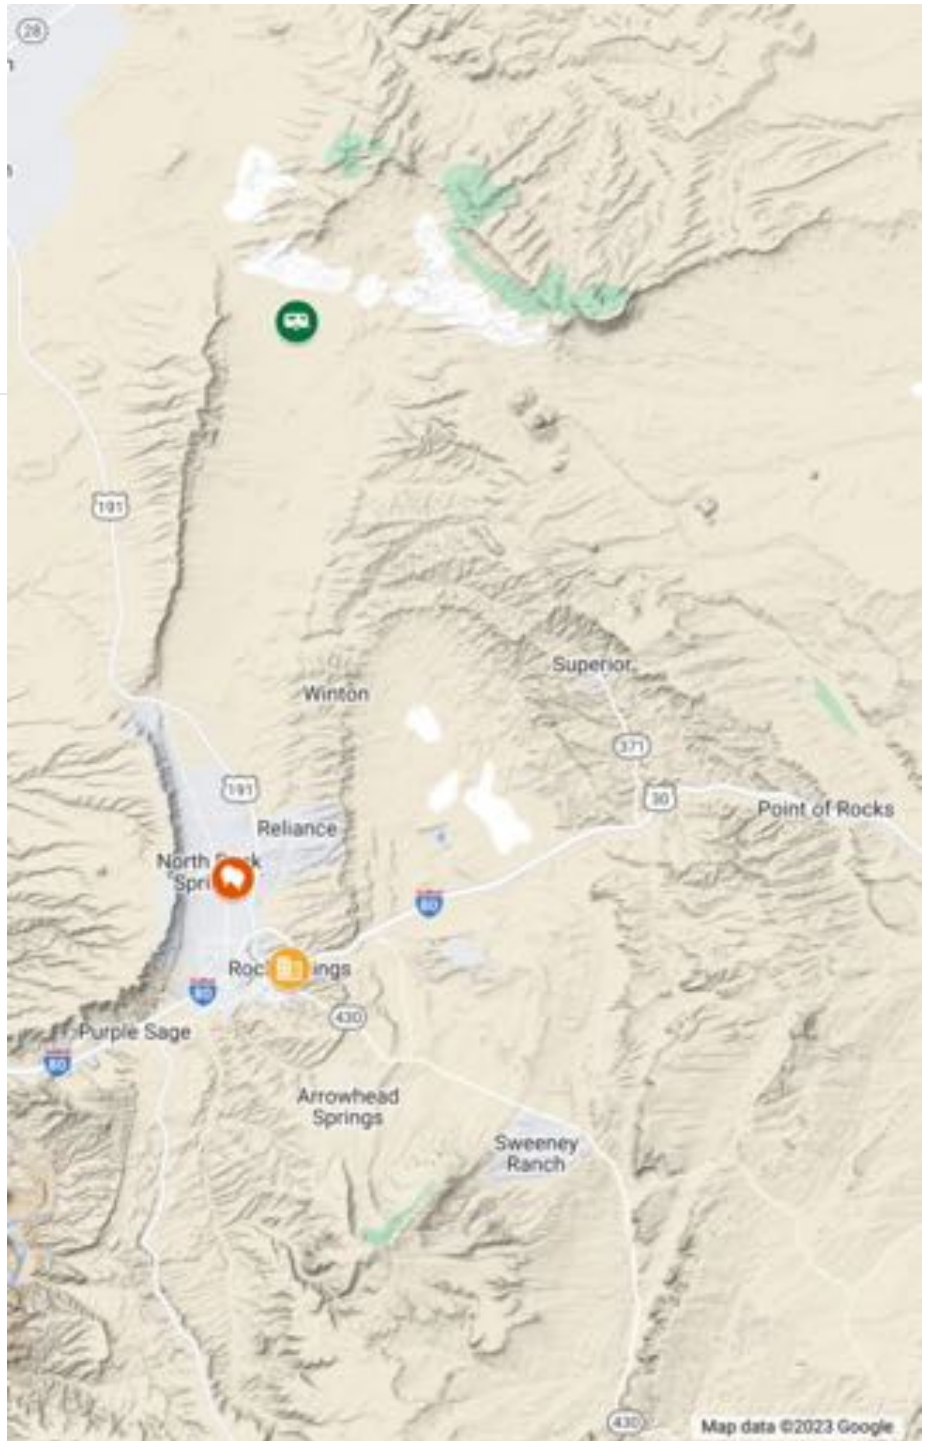 28
191
Superior
Winton
371
191
30
Point of Rocks
Reliance
North
80
80
430
Purple Sage
80
Arrowhead
Springs
Sweeney
Ranch
430
Map data ©2023 Google